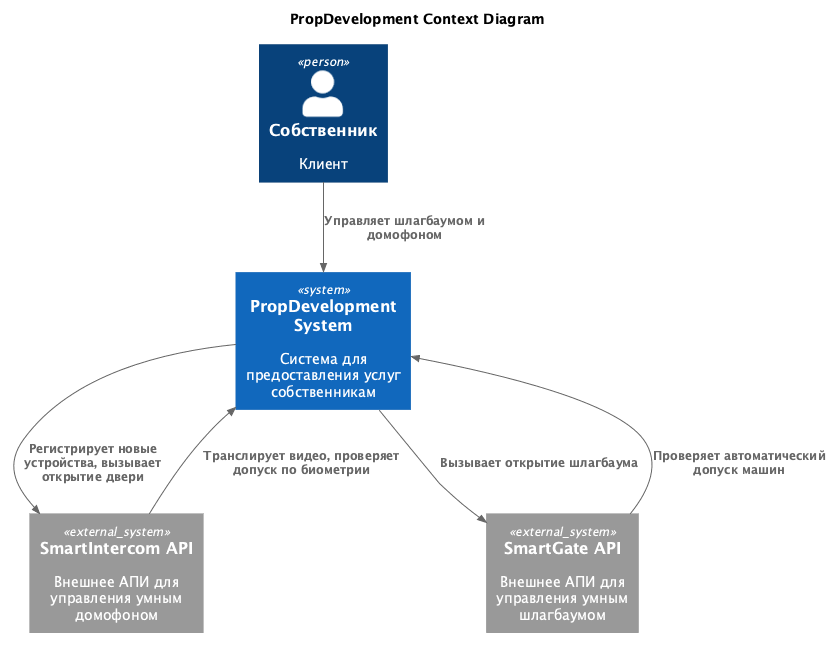 PropDevelopment Context Diagram
«person»
Собственник
Клиент
Управляет шлагбаумом и
домофоном
«system»
PropDevelopment
System
Система для
предоставления услуг
собственникам
Регистрирует новые
устройства, вызывает
открытие двери
Транслирует видео, проверяет
допуск по биометрии
Вызывает открытие шлагбаума
Проверяет автоматический
допуск машин
«external_system»
SmartIntercom API
Внешнее АПИ для
управления умным
домофоном
«external_system»
SmartGate API
Внешнее АПИ для
управления умным
шлагбаумом